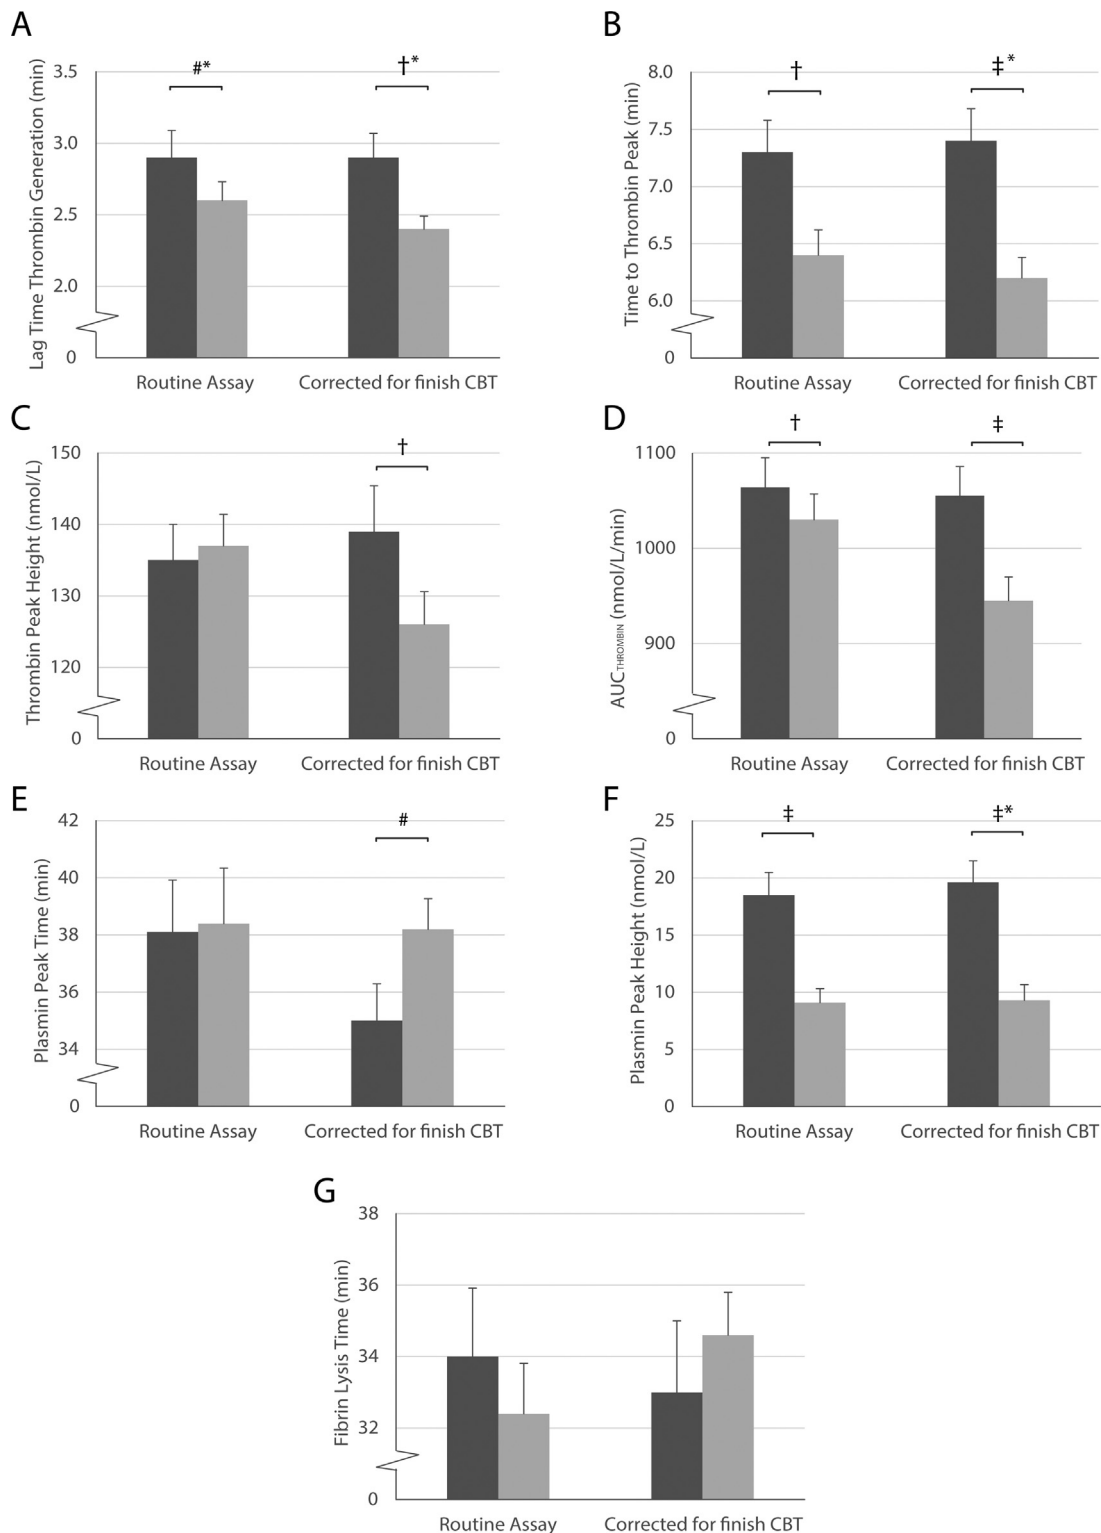 A
Lag Time Thrombin Generation (min)
3.5
3.0
2.5
2.0
0
#*
†*
Routine Assay
Corrected for finish CBT
B
Time to Thrombin Peak (min)
8.0
7.5
7.0
6.5
6.0
0
†
‡*
Routine Assay
Corrected for finish CBT
C
Thrombin Peak Height (nmol/L)
150
140
130
120
0
†
Routine Assay
Corrected for finish CBT
D
AUCTHROMBIN (nmol/L/min)
1100
1000
900
0
†
‡
Routine Assay
Corrected for finish CBT
E
Plasmin Peak Time (min)
42
40
38
36
34
0
#
Routine Assay
Corrected for finish CBT
F
Plasmin Peak Height (nmol/L)
25
20
15
10
5
0
‡
‡*
Routine Assay
Corrected for finish CBT
G
Fibrin Lysis Time (min)
38
36
34
32
0
Routine Assay
Corrected for finish CBT